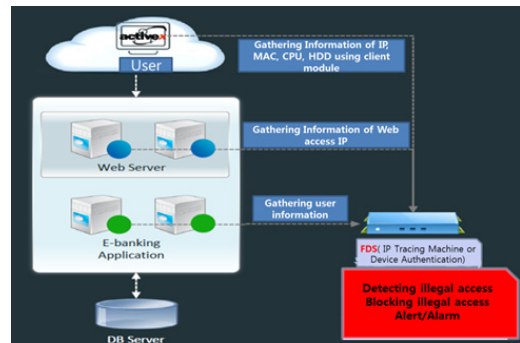 activex
User
Gathering Information of IP,
MAC, CPU, HDD using client
module
Gathering Information of Web
access IP
Web Server
Gathering user
information
E-banking
Application
FDS( IP Tracing Machine or
Device Authentication)
Detecting illegal access
Blocking illegal access
Alert/Alarm
DB Server